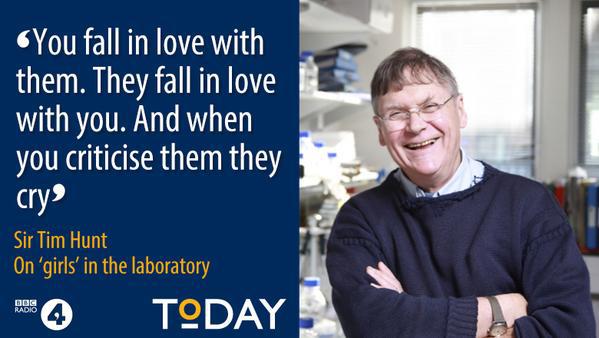 ‘You fall in love with
them. They fall in love
with you. And when
you criticise them they
cry’
Sir Tim Hunt
On ‘girls’ in the laboratory
BBC
RADIO
4
TODAY